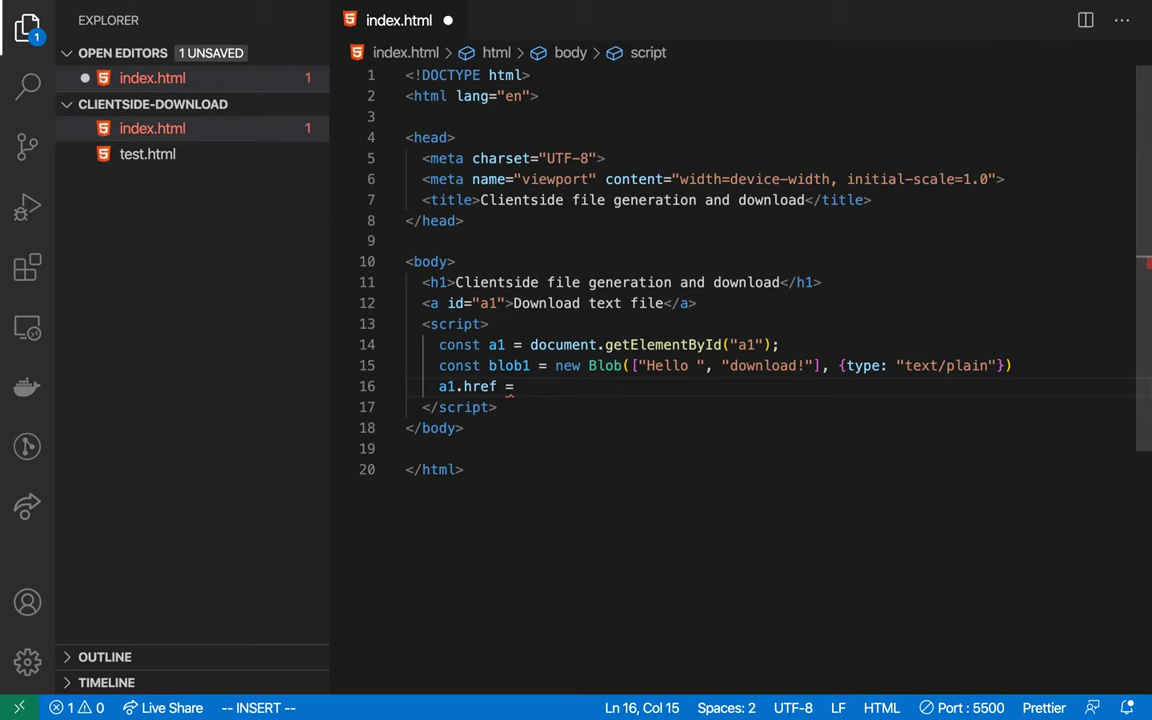 EXPLORER
OPEN EDITORS 1 UNSAVED
index.html 1
CLIENTSIDE-DOWNLOAD
index.html 1
test.html
OUTLINE
TIMELINE
1
index.html
index.html > html > body > script
1 <!DOCTYPE html>
2 <html lang="en">
3
4 <head>
5 <meta charset="UTF-8">
6 <meta name="viewport" content="width=device-width, initial-scale=1.0">
7 <title>Clientside file generation and download</title>
8 </head>
9
10 <body>
11 <h1>Clientside file generation and download</h1>
12 <a id="a1">Download text file</a>
13 <script>
14 const a1 = document.getElementById("a1");
15 const blob1 = new Blob(["Hello ", "download!"], {type: "text/plain"})
16 a1.href =
17 </script>
18 </body>
19
20 </html>
1 0 Live Share -- INSERT -- Ln 16, Col 15 Spaces: 2 UTF-8 LF HTML Port : 5500 Prettier